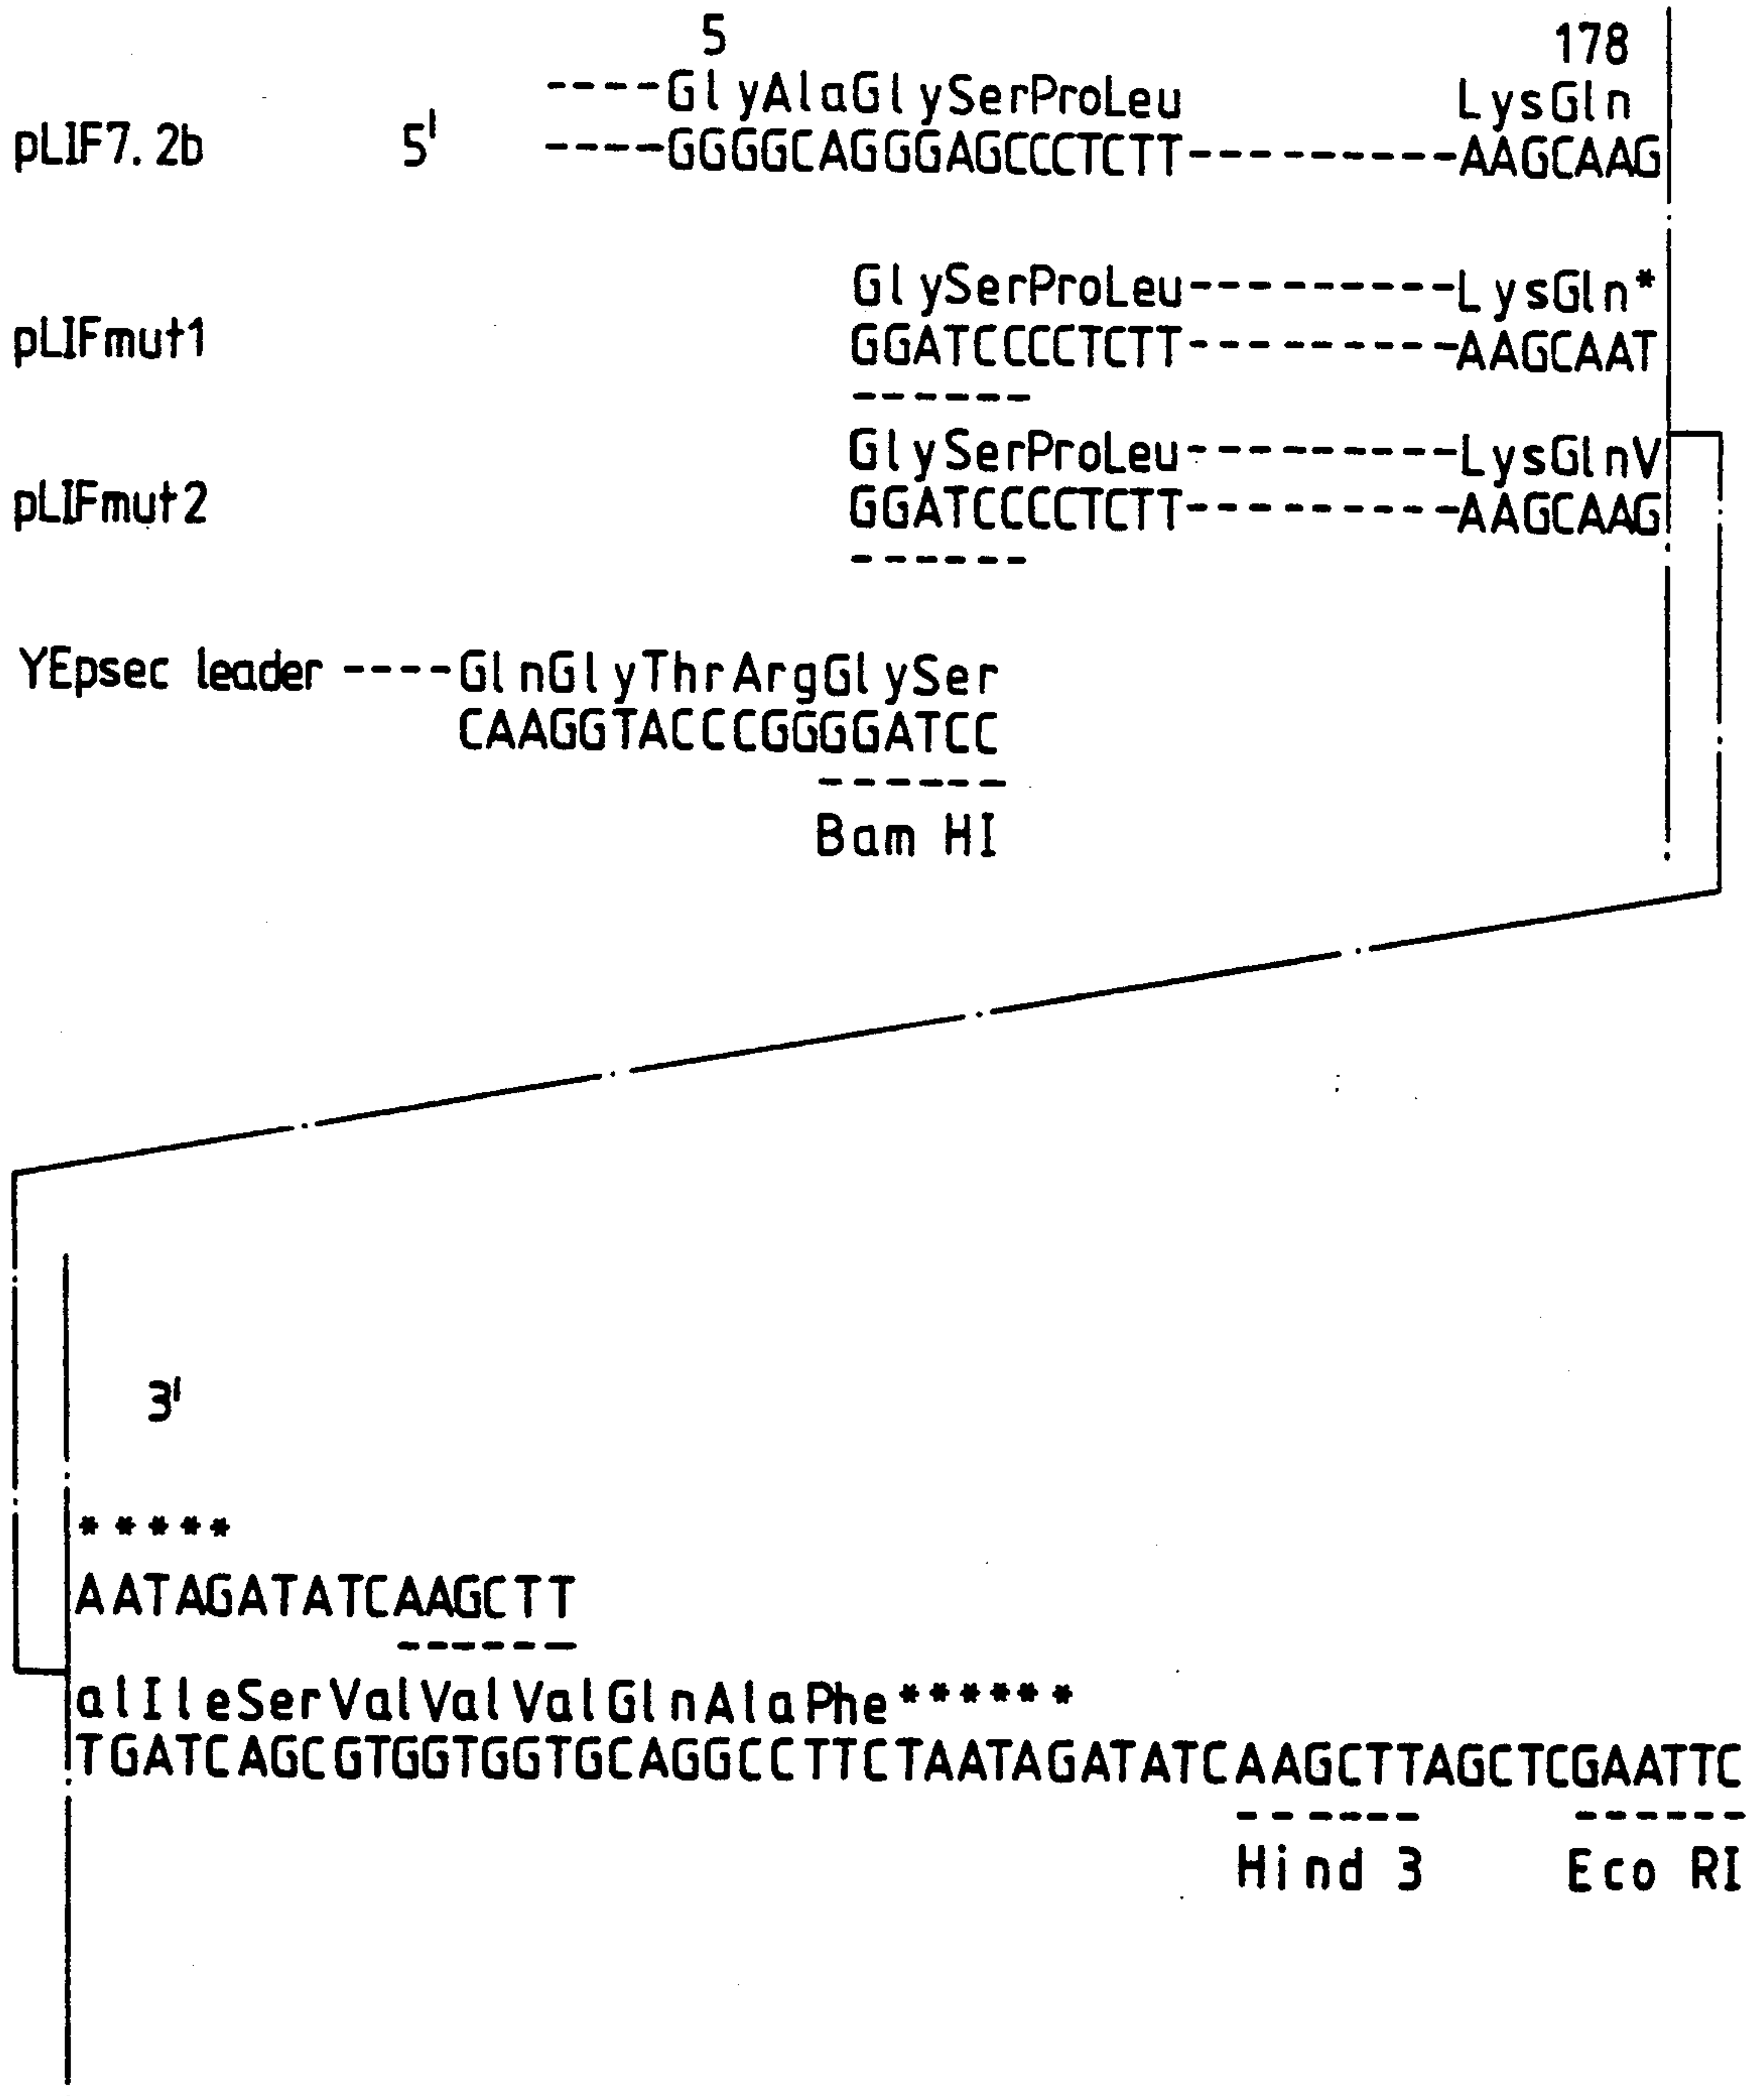 5 178
----GlyAlaGlySerProLeu LysGln
pLIF7.2b 5' ----GGGGCAGGGAGCCCTCTT---------AAGCAAG
GlySerProLeu---------LysGln*
pLIFmut1 GGATCCCCTCTT---------AAGCAAT
------
GlySerProLeu---------LysGlnV
pLIFmut2 GGATCCCCTCTT---------AAGCAAG
------
YEpsec leader ----GlnGlyThrArgGlySer
CAAGGTACCCGGGGATCC
------
Bam HI
3'
*****
AATAGATATCAAGCTT
------
alIleSerValValValGlnAlaPhe******
TGATCAGCGTGGTGGTGCAGGCCTTCTAATAGATATCAAGCTTAGCTCGAATTC
------ ------
Hind 3 Eco RI